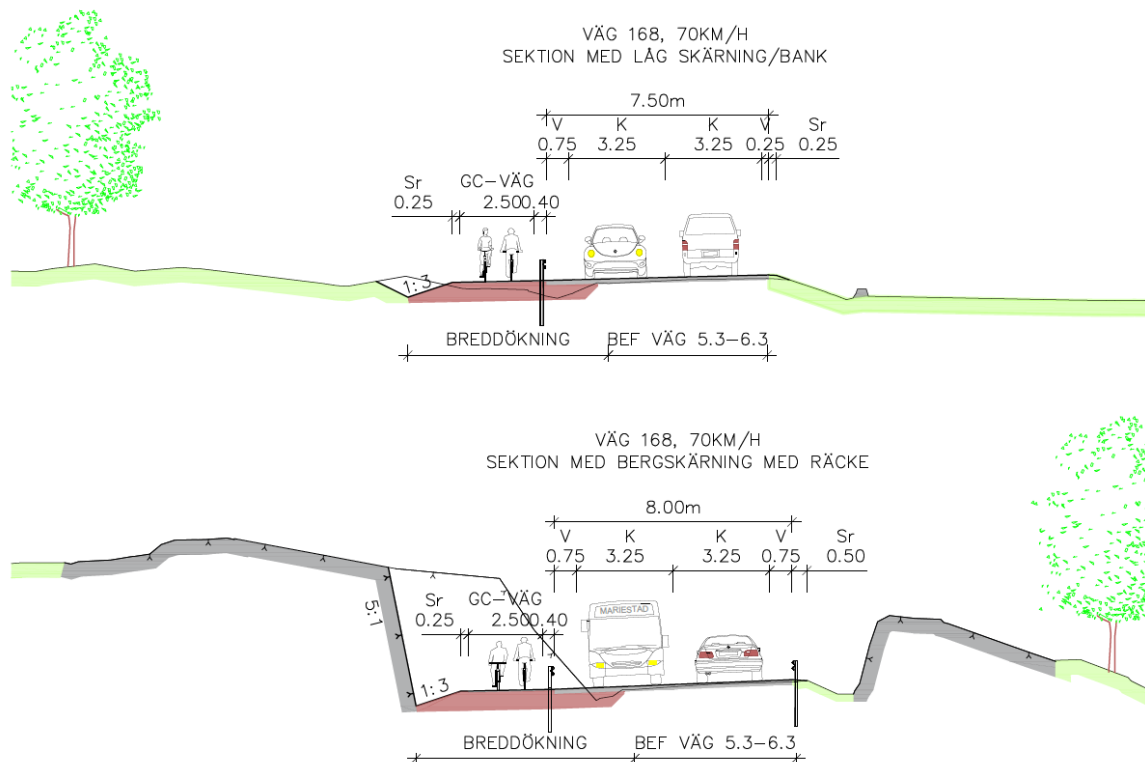 VÄG 168, 70KM/H
SEKTION MED LÅG SKÄRNING/BANK
7.50m
V K K V Sr
0.75 3.25 3.25 0.25 0.25
Sr GC-VÄG
0.25 2.50 0.40
1:3
BREDDÖKNING BEF VÄG 5.3-6.3
VÄG 168, 70KM/H
SEKTION MED BERGSKÄRNING MED RÄCKE
8.00m
V K K V Sr
0.75 3.25 3.25 0.75 0.50
5:1
Sr GC-VÄG
0.25 2.50 0.40
MARIESTAD
1:3
BREDDÖKNING BEF VÄG 5.3-6.3